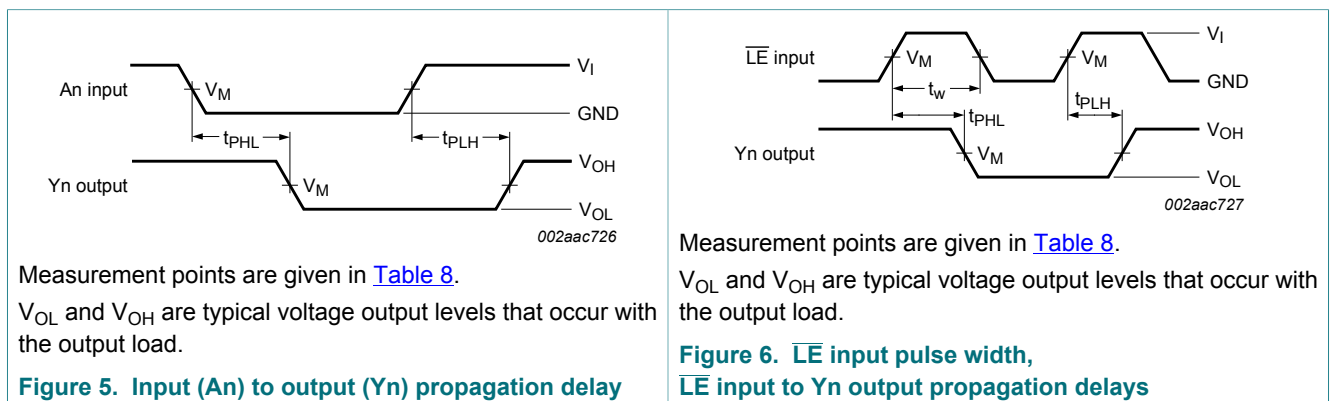 An input
V_M
V_I
GND
t_PHL
t_PLH
Yn output
V_M
V_OH
V_OL
002aac726
Measurement points are given in Table 8.
V_OL and V_OH are typical voltage output levels that occur with
the output load.
Figure 5. Input (An) to output (Yn) propagation delay
L̅E̅ input
V_M
V_M
V_I
GND
t_W
t_PHL
t_PLH
Yn output
V_M
V_OH
V_OL
002aac727
Measurement points are given in Table 8.
V_OL and V_OH are typical voltage output levels that occur with
the output load.
Figure 6. L̅E̅ input pulse width,
L̅E̅ input to Yn output propagation delays